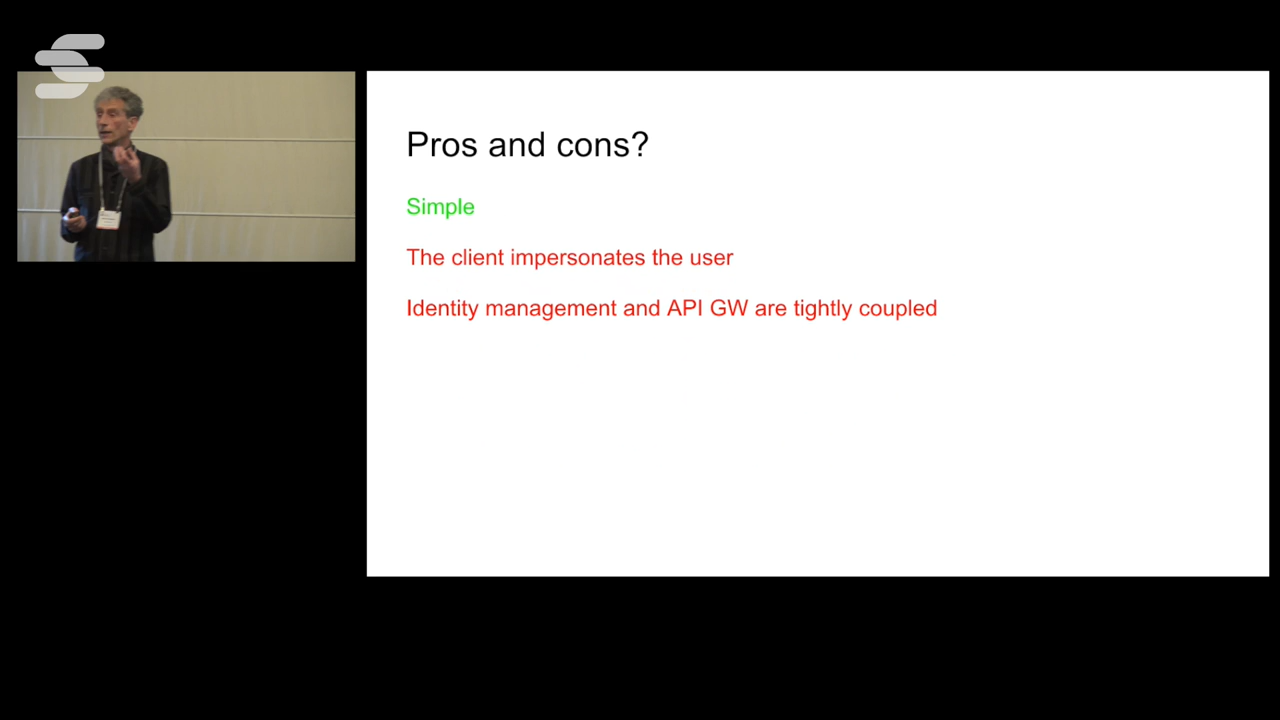 Pros and cons?
Simple
The client impersonates the user
Identity management and API GW are tightly coupled